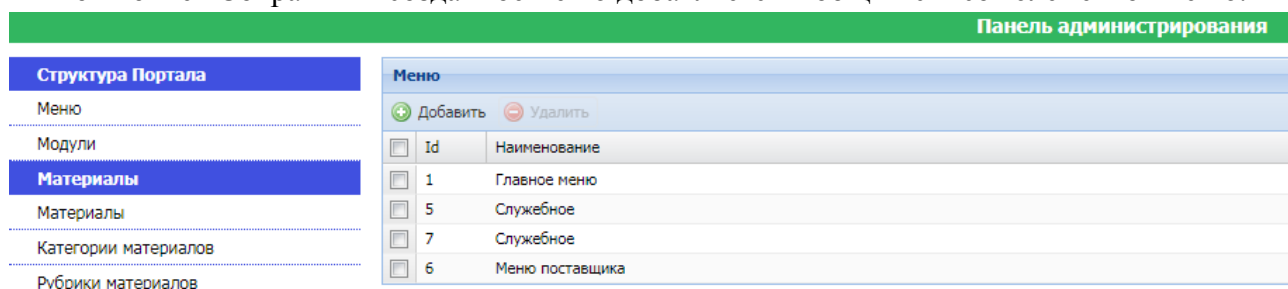 Панель администрирования
Структура Портала
Меню
Модули
Материалы
Материалы
Категории материалов
Рубрики материалов
Меню
Добавить Удалить
Id Наименование
1 Главное меню
5 Служебное
7 Служебное
6 Меню поставщика